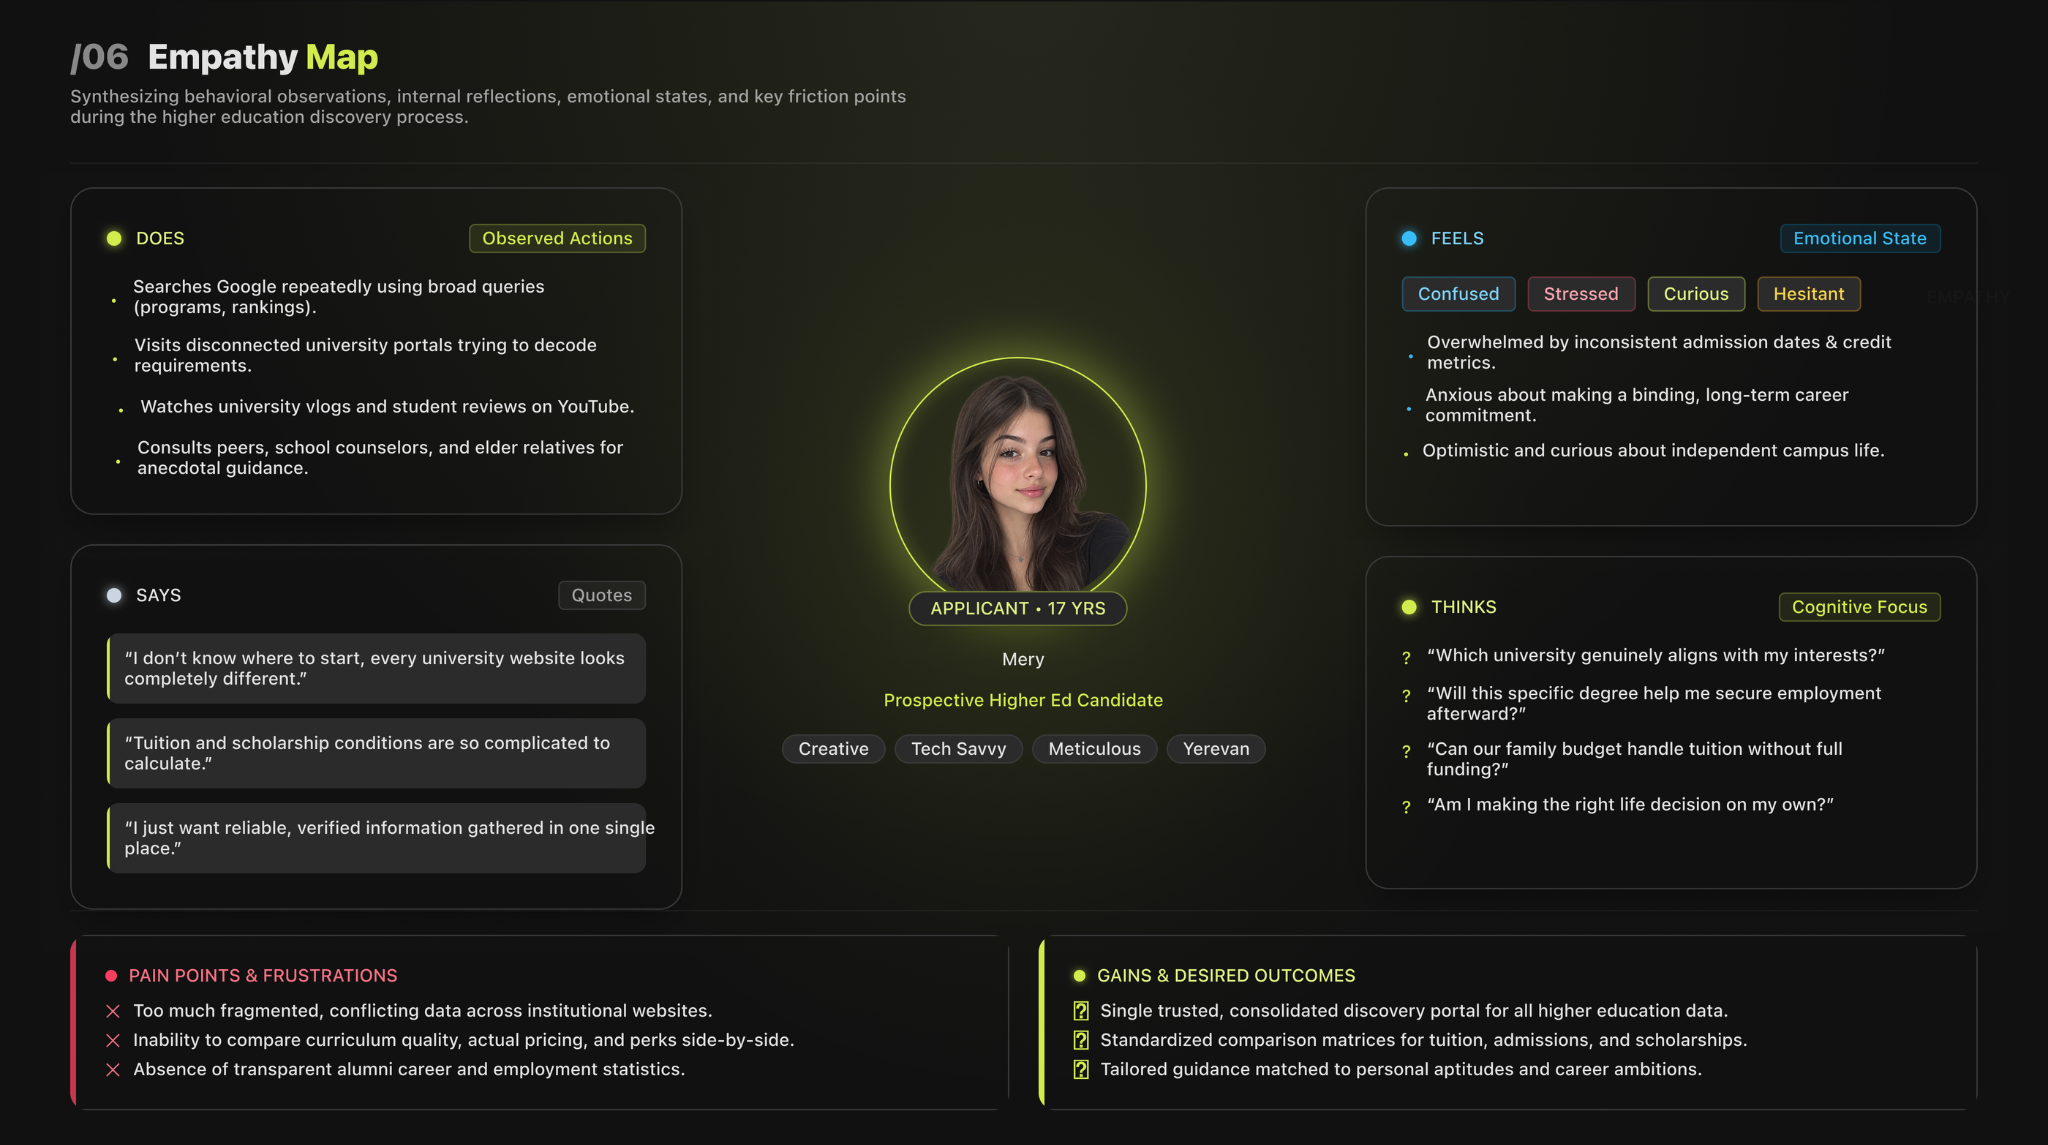 /06 Empathy Map
Synthesizing behavioral observations, internal reflections, emotional states, and key friction points
during the higher education discovery process.
DOES
Observed Actions
Searches Google repeatedly using broad queries
(programs, rankings).
Visits disconnected university portals trying to decode
requirements.
Watches university vlogs and student reviews on YouTube.
Consults peers, school counselors, and elder relatives for
anecdotal guidance.
SAYS
Quotes
“I don’t know where to start, every university website looks
completely different.”
“Tuition and scholarship conditions are so complicated to
calculate.”
“I just want reliable, verified information gathered in one single
place.”
APPLICANT • 17 YRS
Mery
Prospective Higher Ed Candidate
Creative
Tech Savvy
Meticulous
Yerevan
FEELS
Emotional State
Confused
Stressed
Curious
Hesitant
EMPATHY
Overwhelmed by inconsistent admission dates & credit
metrics.
Anxious about making a binding, long-term career
commitment.
Optimistic and curious about independent campus life.
THINKS
Cognitive Focus
? “Which university genuinely aligns with my interests?”
? “Will this specific degree help me secure employment
afterward?”
? “Can our family budget handle tuition without full
funding?”
? “Am I making the right life decision on my own?”
PAIN POINTS & FRUSTRATIONS
Too much fragmented, conflicting data across institutional websites.
Inability to compare curriculum quality, actual pricing, and perks side-by-side.
Absence of transparent alumni career and employment statistics.
GAINS & DESIRED OUTCOMES
Single trusted, consolidated discovery portal for all higher education data.
Standardized comparison matrices for tuition, admissions, and scholarships.
Tailored guidance matched to personal aptitudes and career ambitions.